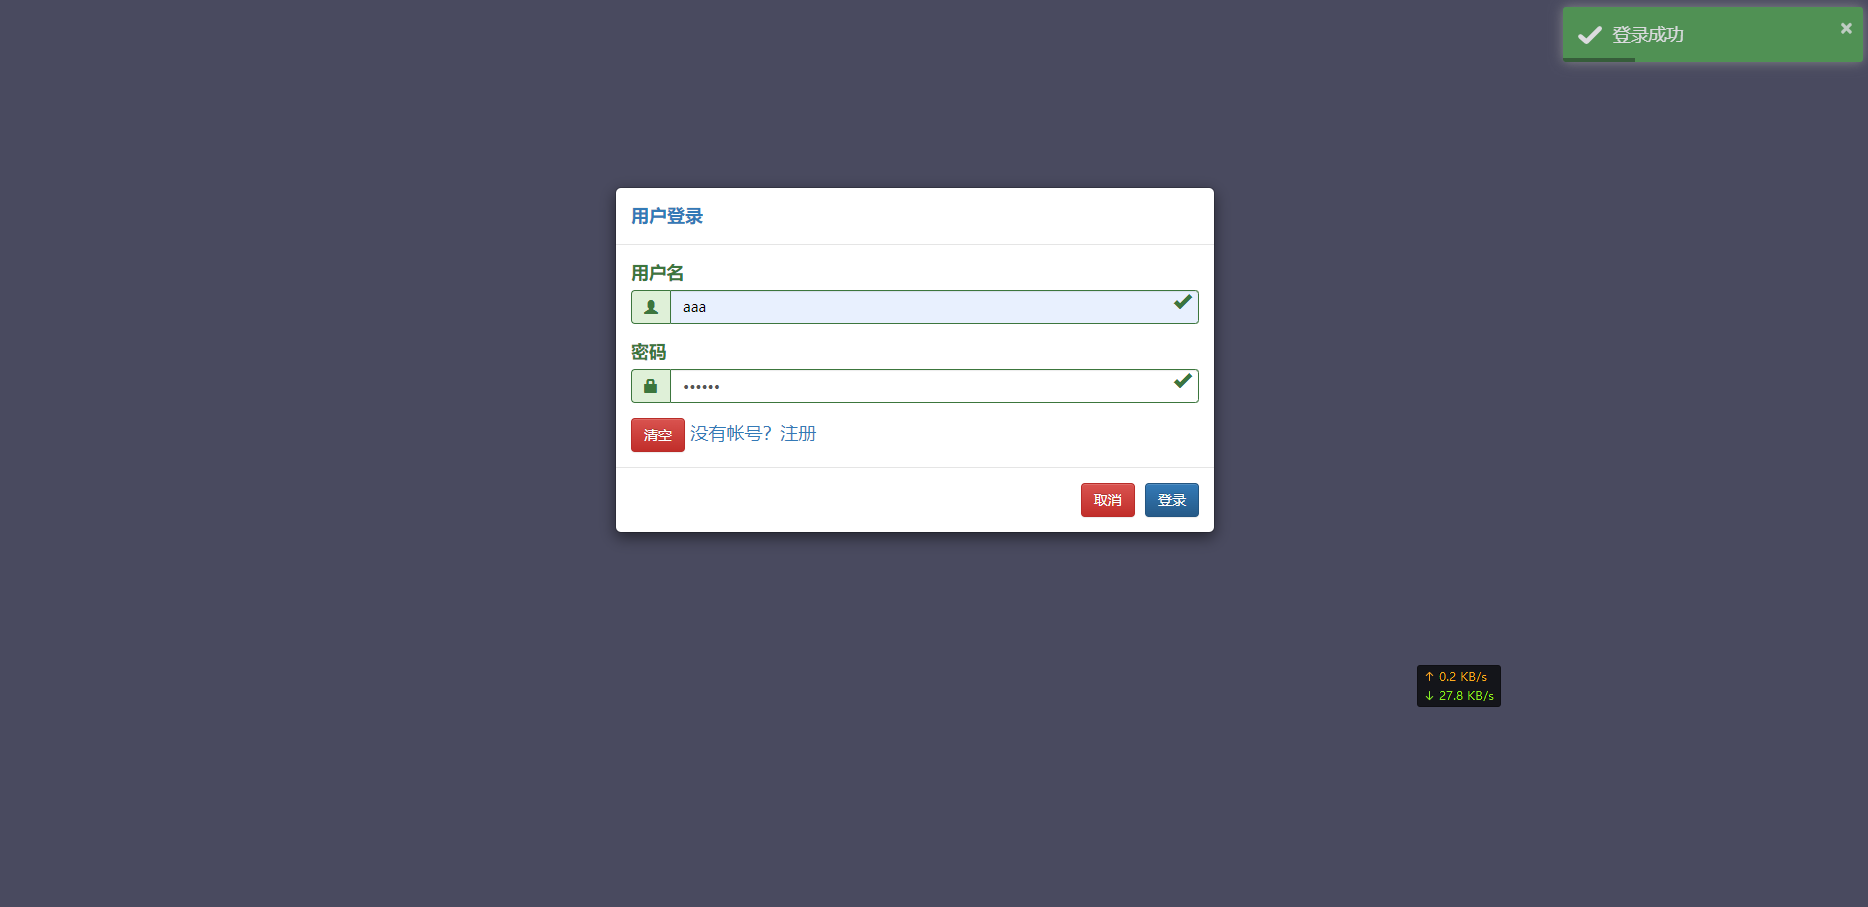 登录成功
×
用户登录
用户名
aaa
密码
••••••
清空 没有帐号？注册
取消 登录
↑ 0.2 KB/s
↓ 27.8 KB/s